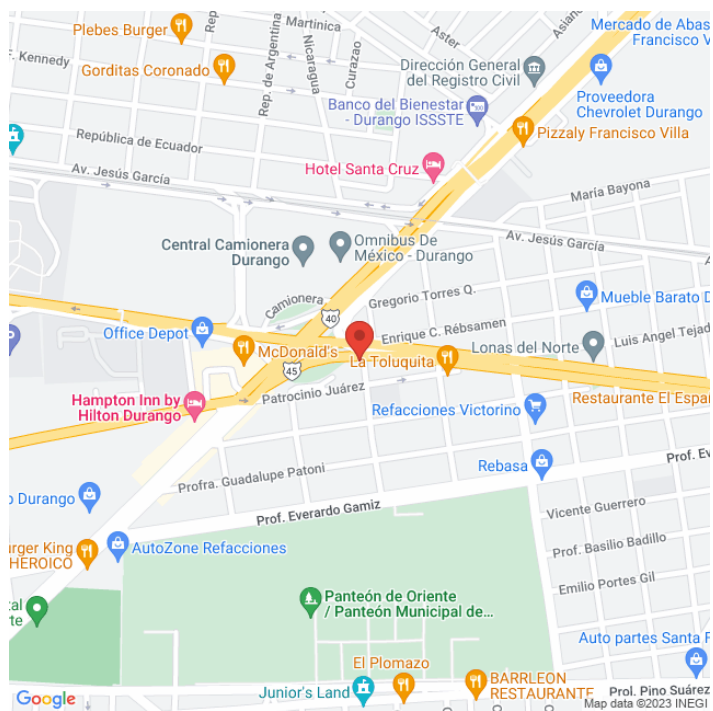 Martinica
Plebes Burger
Rep. de Argentina
Nicaragua
Curazao
Aster
F. Kennedy
Gorditas Coronado
Dirección General
del Registro Civil
Mercado de Abas
Francisco V
Banco del Bienestar
- Durango ISSSTE
Proveedora
Chevrolet Durango
República de Ecuador
Pizzaly Francisco Villa
Hotel Santa Cruz
Av. Jesús García
María Bayona
Av. Jesús García
Central Camionera
Durango
Omnibus De
México - Durango
Camionera
40
Gregorio Torres Q.
Mueble Barato D
Office Depot
Enrique C. Rébsamen
Luis Angel Tejad
McDonald's
La Toluquita
Lonas del Norte
45
Patrocinio Juárez
Hampton Inn by
Hilton Durango
Refacciones Victorino
Restaurante El Espar
Profra. Guadalupe Patoni
Rebasa
Prof. Ev
o Durango
Prof. Everardo Gamiz
Vicente Guerrero
urger King
HEROICO
AutoZone Refacciones
Prof. Basilio Badillo
Emilio Portes Gil
Panteón de Oriente
/ Panteón Municipal de...
tal
rte
Auto partes Santa F
El Plomazo
Junior's Land
BARRLEON
RESTAURANTE
Prof. Pino Suárez
Google
Map data ©2023 INEGI